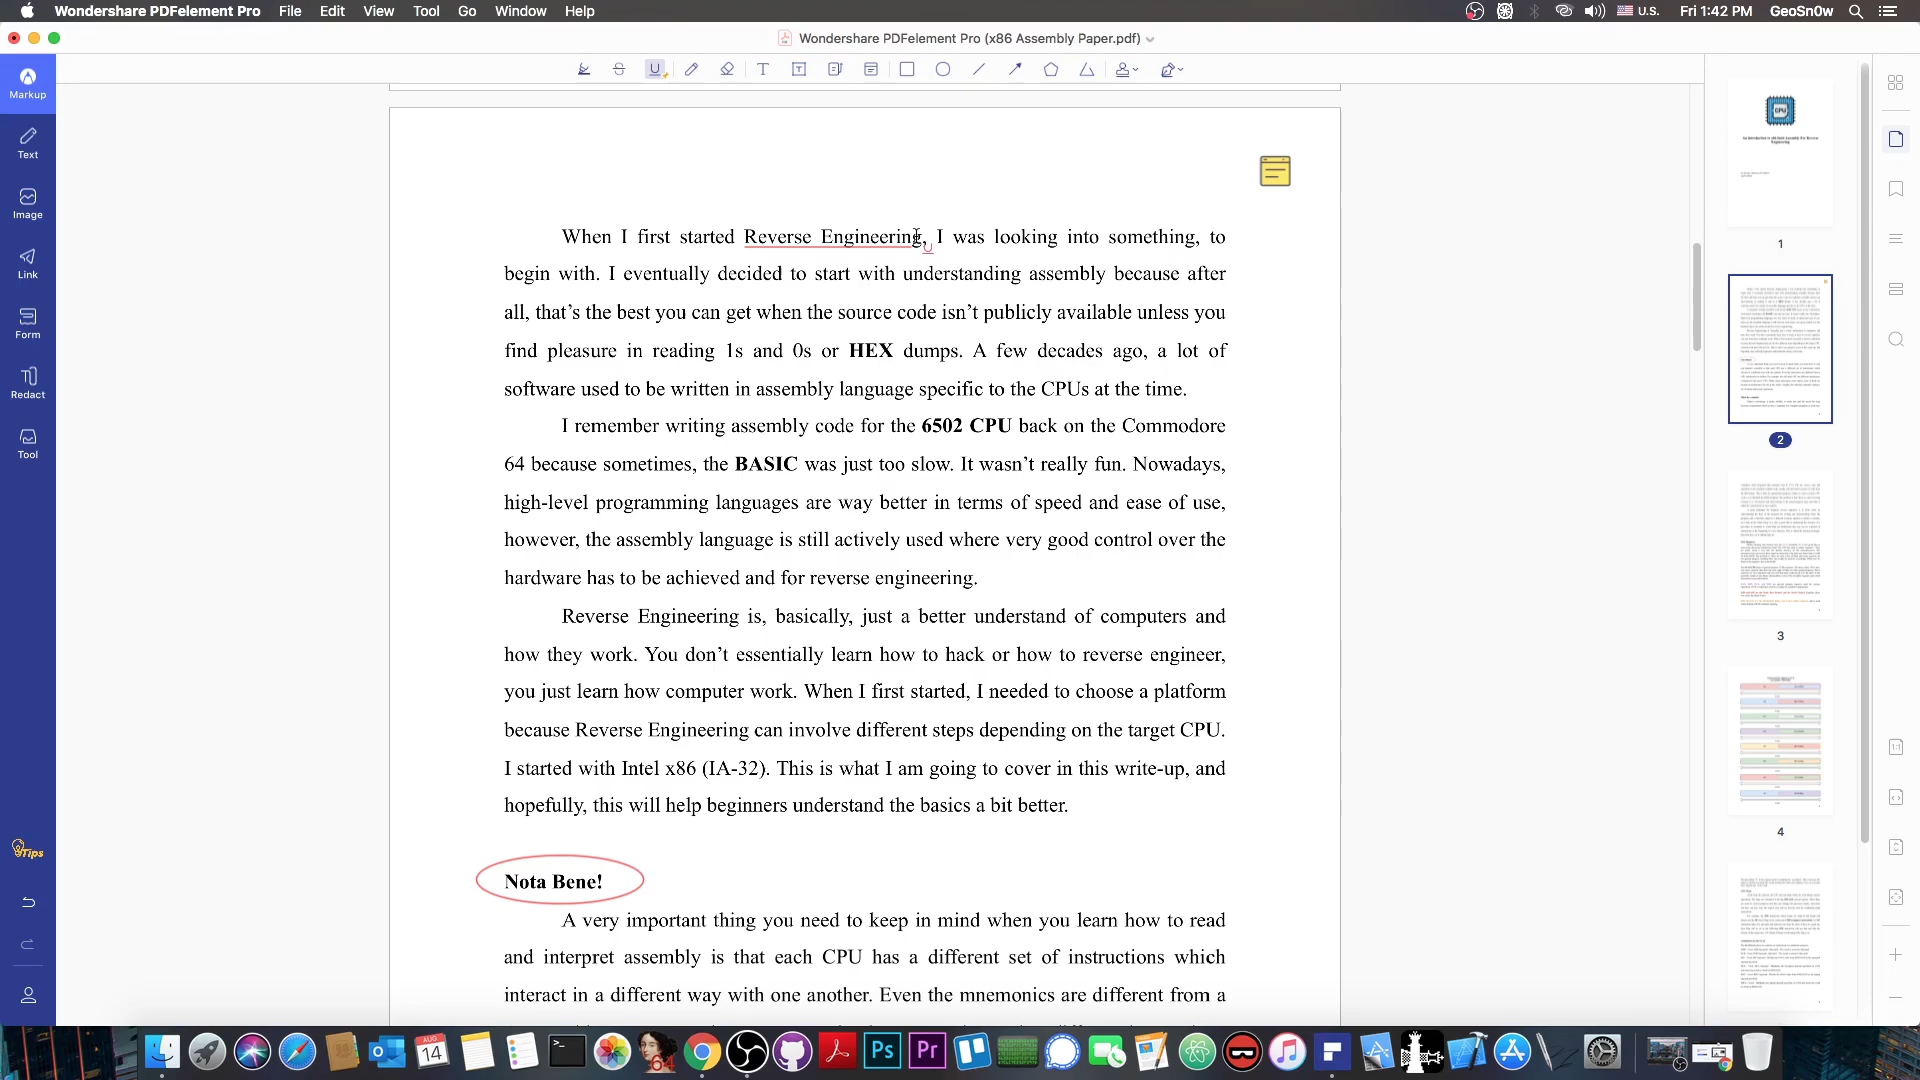 Wondershare PDFelement Pro File Edit View Tool Go Window Help U.S. Fri 1:42 PM GeoSn0w
Wondershare PDFelement Pro (x86 Assembly Paper.pdf)
Markup
Text
Image
Link
Form
Redact
Tool
Tips
When I first started Reverse Engineering, I was looking into something, to
begin with. I eventually decided to start with understanding assembly because after
all, that’s the best you can get when the source code isn’t publicly available unless you
find pleasure in reading 1s and 0s or HEX dumps. A few decades ago, a lot of
software used to be written in assembly language specific to the CPUs at the time.
I remember writing assembly code for the 6502 CPU back on the Commodore
64 because sometimes, the BASIC was just too slow. It wasn’t really fun. Nowadays,
high-level programming languages are way better in terms of speed and ease of use,
however, the assembly language is still actively used where very good control over the
hardware has to be achieved and for reverse engineering.
Reverse Engineering is, basically, just a better understand of computers and
how they work. You don’t essentially learn how to hack or how to reverse engineer,
you just learn how computer work. When I first started, I needed to choose a platform
because Reverse Engineering can involve different steps depending on the target CPU.
I started with Intel x86 (IA-32). This is what I am going to cover in this write-up, and
hopefully, this will help beginners understand the basics a bit better.
Nota Bene!
A very important thing you need to keep in mind when you learn how to read
and interpret assembly is that each CPU has a different set of instructions which
interact in a different way with one another. Even the mnemonics are different from a
CPU
An Introduction to x86 Intel Assembly For Reverse
Engineering
1
2
3
4
AUG
14
Ps
Pr
64